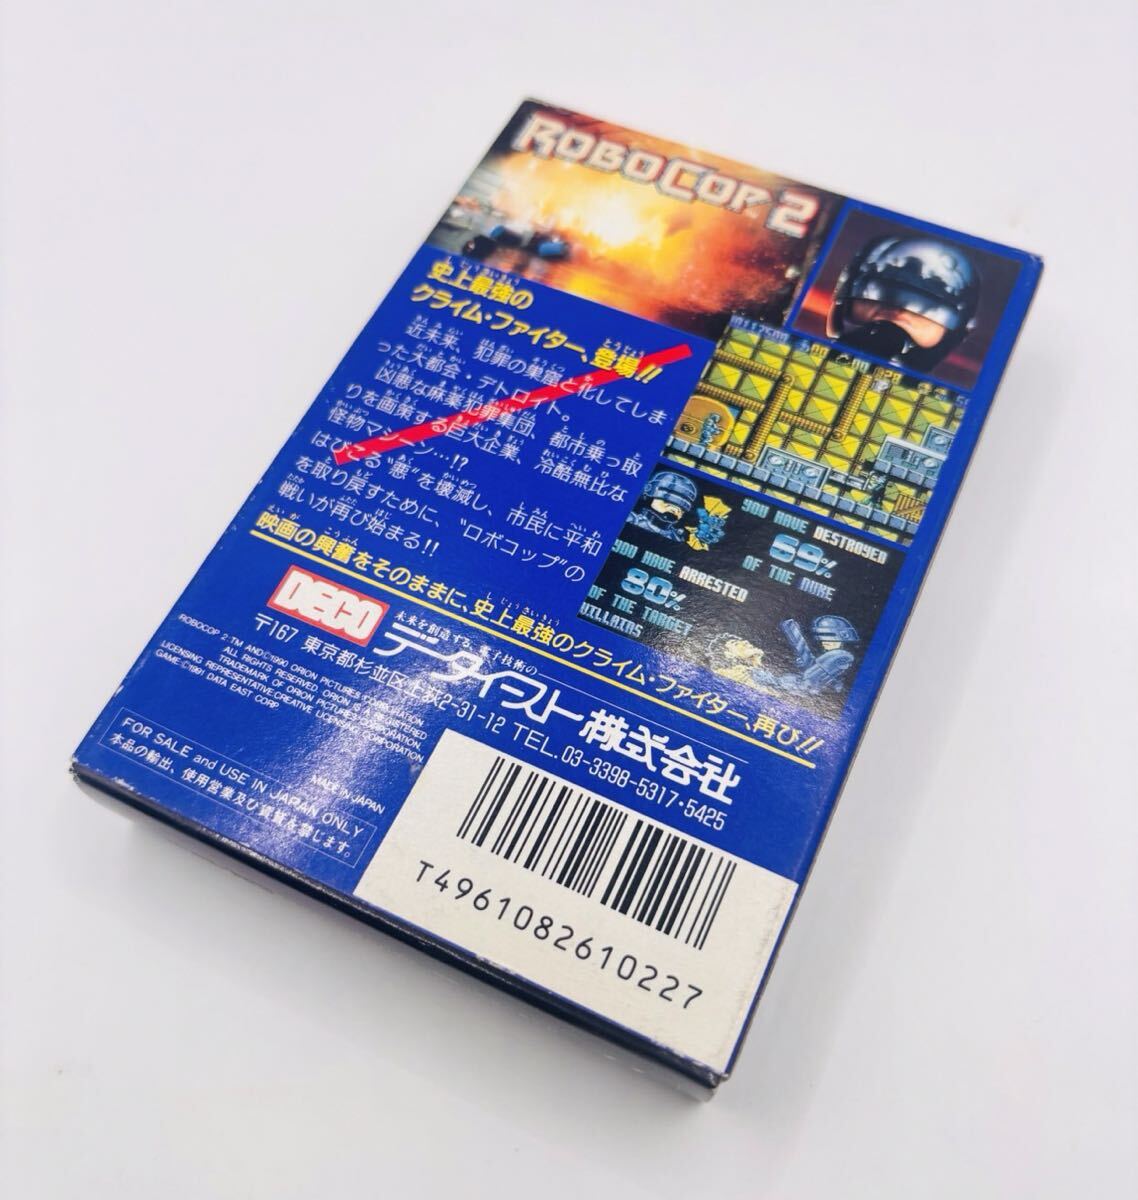 ROBOCOP 2
史上最強の
クライム・ファイター、登場!!
近未来、犯罪の巣窟と化してしま
った大都会・デトロイト。
凶悪な麻薬犯罪集団、都市乗っ取
りを画策する巨大企業、冷酷無比な
怪物マシーン…!?
はびこる“悪”を壊滅し、市民に平和
を取り戻すために、“ロボコップ”の
戦いが再び始まる!!
映画の興奮をそのままに、史上最強のクライム・ファイター、再び!!
YOU HAVE DESTROYED
69%
OF THE NUKE
YOU HAVE ARRESTED
80%
OF THE TARGET
VILLAINS
DECO
未来を創造する、電子技術の
データイースト株式会社
〒167 東京都杉並区上荻2-31-12 TEL.03-3398-5317・5425
ROBOCOP 2 TM AND©1990 ORION PICTURES CORPORATION.
ALL RIGHTS RESERVED. ORION IS A REGISTERED
TRADEMARK OF ORION PICTURES CORPORATION.
LICENSING REPRESENTATIVE:CREATIVE LICENSING CORPORATION.
GAME:©1991 DATA EAST CORP
MADE IN JAPAN
FOR SALE and USE IN JAPAN ONLY
本品の輸出、使用営業及び賃貸を禁じます。
T4961082610227